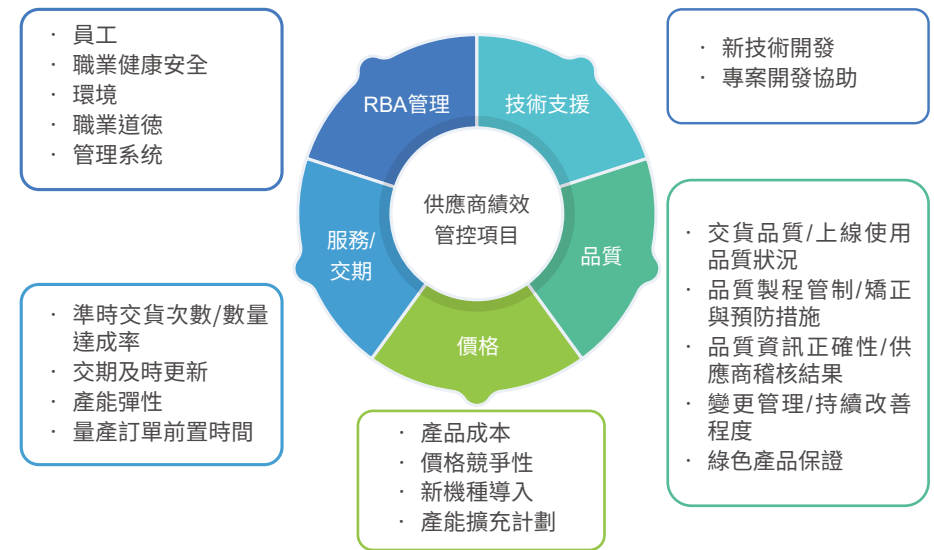 · 員工
· 職業健康安全
· 環境
· 職業道徳
· 管理系统
RBA管理
技術支援
· 新技術開發
· 專案開發協助
供應商績效
管控項目
服務/
交期
品質
價格
· 準時交貨次數/數量
達成率
· 交期及時更新
· 產能彈性
· 量産訂單前置時間
· 交貨品質/上線使用
品質狀況
· 品質製程管制/矯正
與預防措施
· 品質資訊正確性/供
應商稽核結果
· 變更管理/持續改善
程度
· 綠色產品保證
· 產品成本
· 價格競爭性
· 新機種導入
· 產能擴充計劃